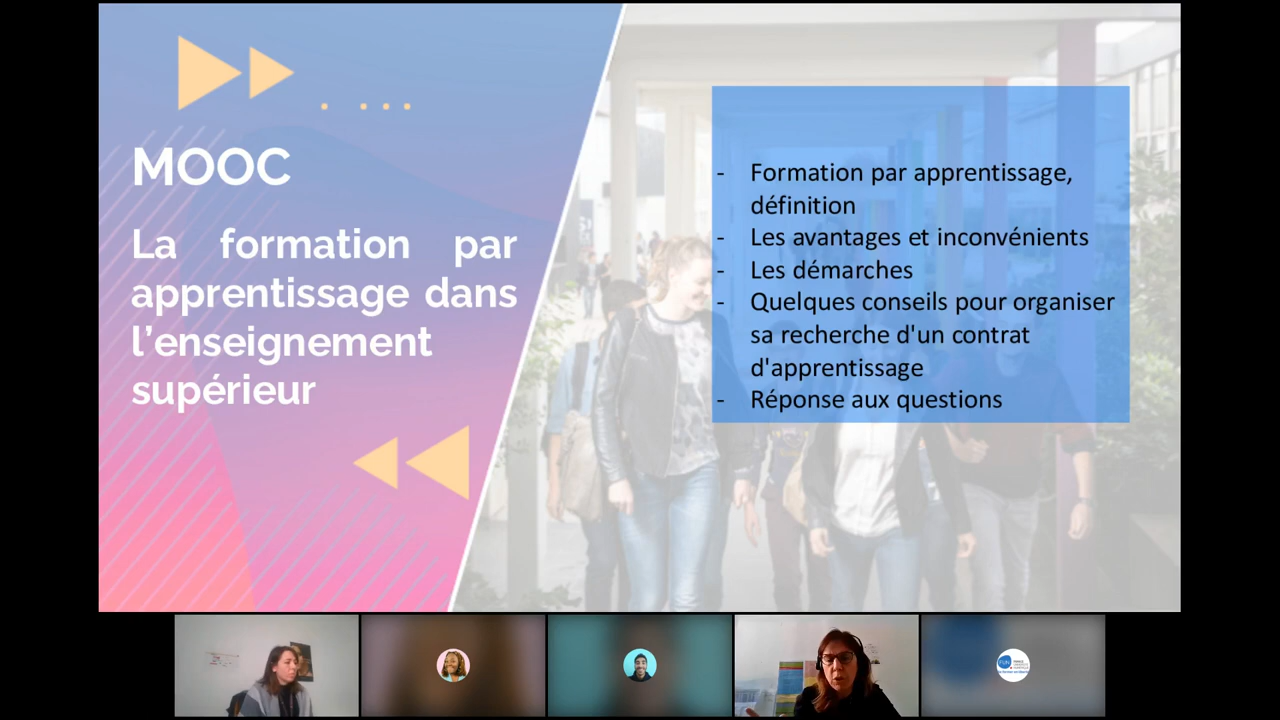 MOOC
La formation par
apprentissage dans
l’enseignement
supérieur
- Formation par apprentissage,
définition
- Les avantages et inconvénients
- Les démarches
- Quelques conseils pour organiser
sa recherche d'un contrat
d'apprentissage
- Réponse aux questions